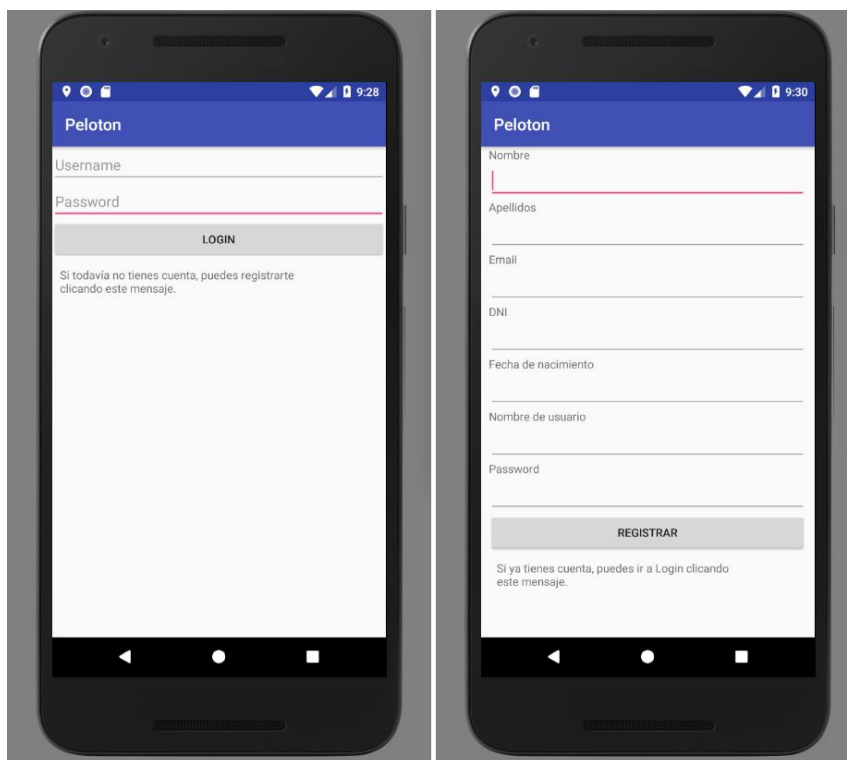 9:28
Peloton
Username
Password
LOGIN
Si todavía no tienes cuenta, puedes registrarte
clicando este mensaje.
9:30
Peloton
Nombre
Apellidos
Email
DNI
Fecha de nacimiento
Nombre de usuario
Password
REGISTRAR
Si ya tienes cuenta, puedes ir a Login clicando
este mensaje.